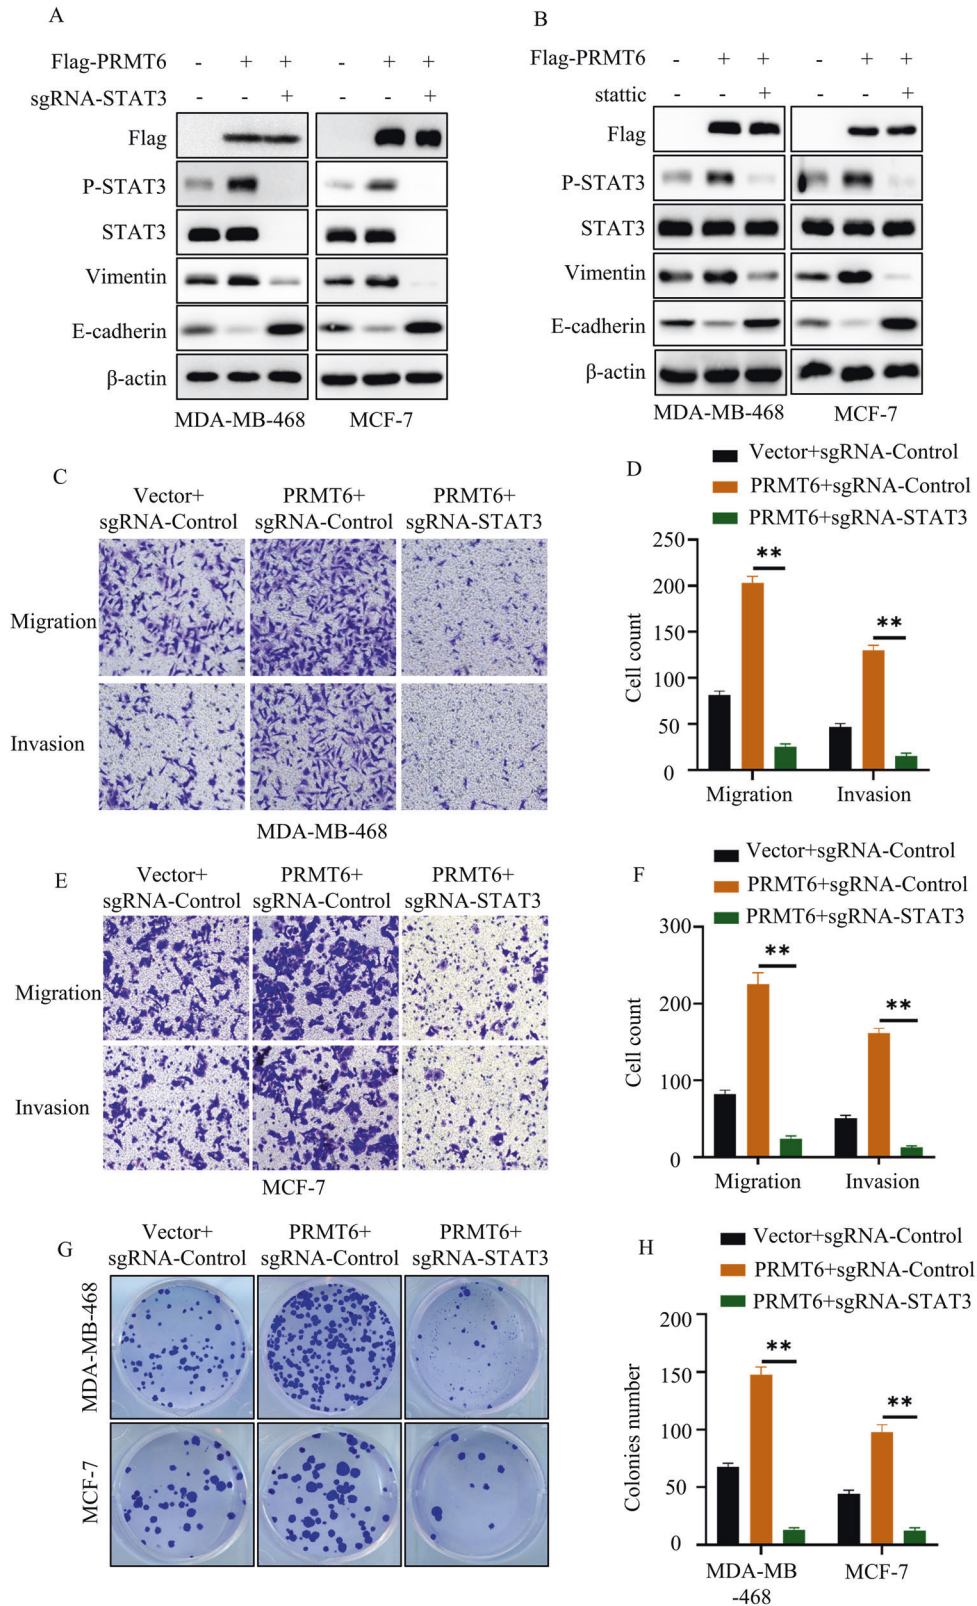 A
Flag-PRMT6 - + + - + +
sgRNA-STAT3 - - + - - +
Flag
P-STAT3
STAT3
Vimentin
E-cadherin
β-actin
MDA-MB-468 MCF-7
B
Flag-PRMT6 - + + - + +
stattic - - + - - +
Flag
P-STAT3
STAT3
Vimentin
E-cadherin
β-actin
MDA-MB-468 MCF-7
C
Vector+ PRMT6+ PRMT6+
sgRNA-Control sgRNA-Control sgRNA-STAT3
Migration
Invasion
MDA-MB-468
D
Vector+sgRNA-Control
PRMT6+sgRNA-Control
PRMT6+sgRNA-STAT3
Cell count
250
200
150
100
50
0
** **
Migration Invasion
E
Vector+ PRMT6+ PRMT6+
sgRNA-Control sgRNA-Control sgRNA-STAT3
Migration
Invasion
MCF-7
F
Vector+sgRNA-Control
PRMT6+sgRNA-Control
PRMT6+sgRNA-STAT3
Cell count
300
200
100
0
** **
Migration Invasion
G
Vector+ PRMT6+ PRMT6+
sgRNA-Control sgRNA-Control sgRNA-STAT3
MDA-MB-468
MCF-7
H
Vector+sgRNA-Control
PRMT6+sgRNA-Control
PRMT6+sgRNA-STAT3
Colonies number
200
150
100
50
0
** **
MDA-MB MCF-7
-468